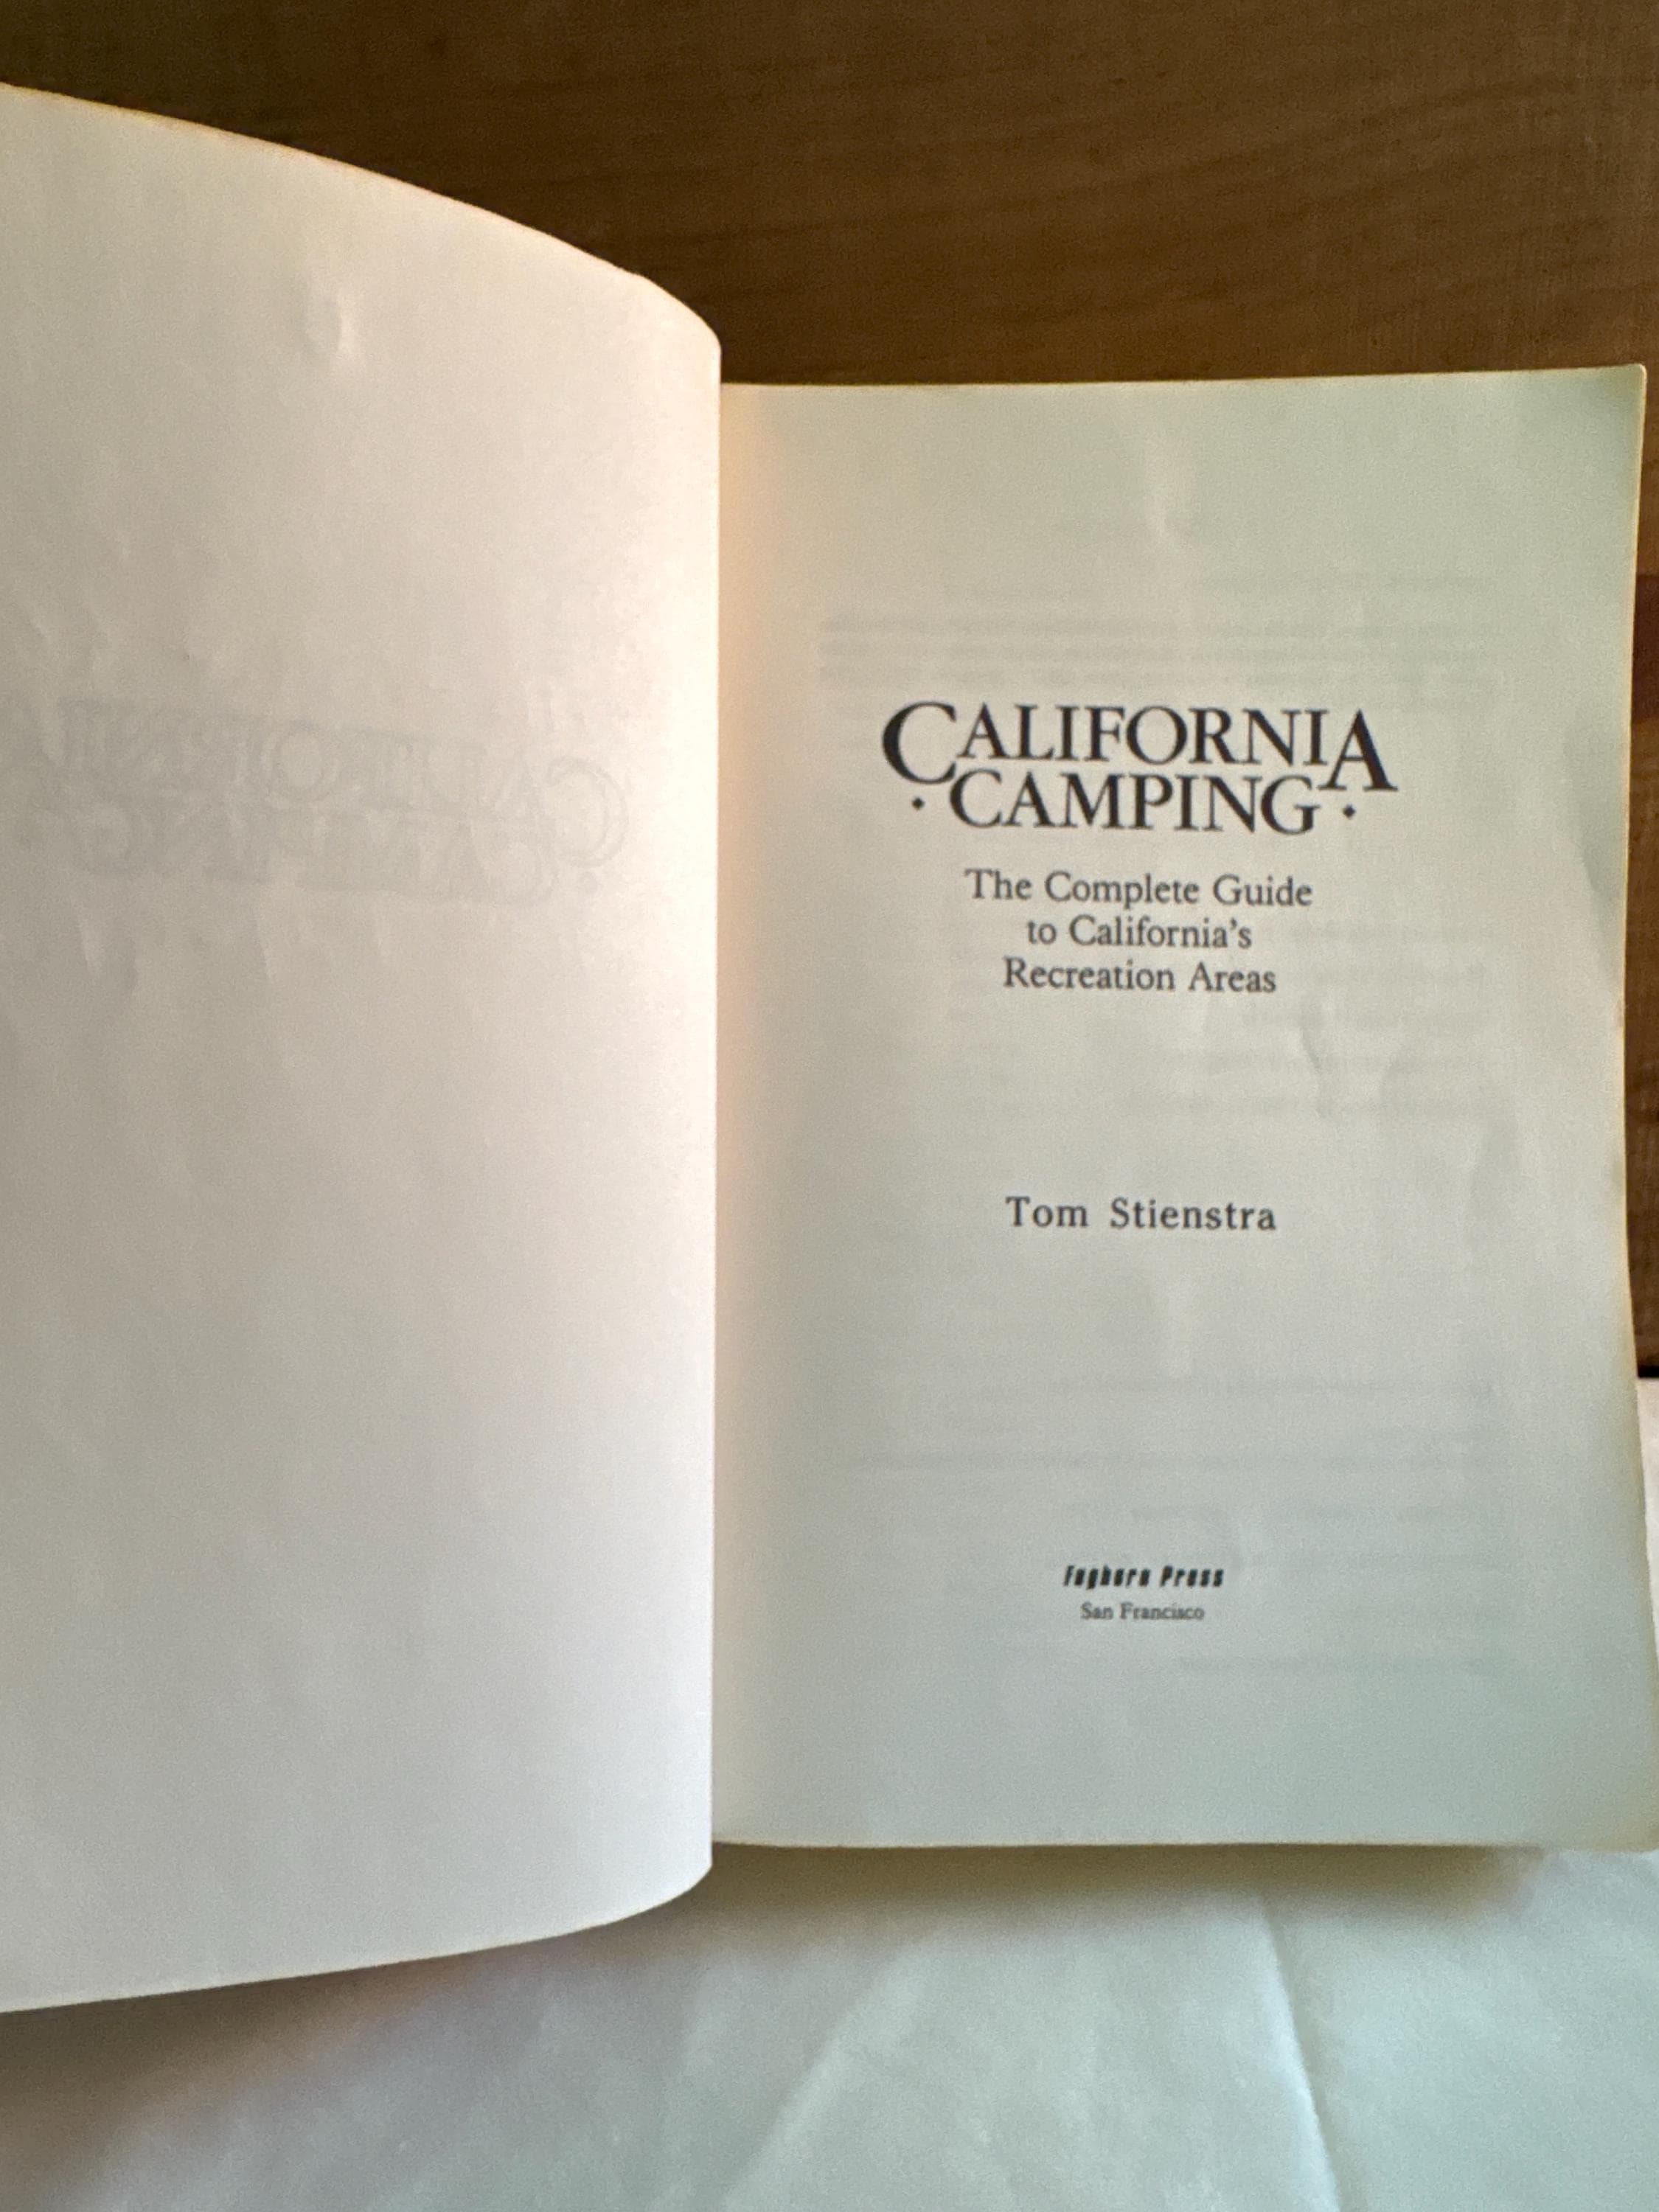 CALIFORNIA
· CAMPING ·
The Complete Guide
to California's
Recreation Areas
Tom Stienstra
Foghorn Press
San Francisco